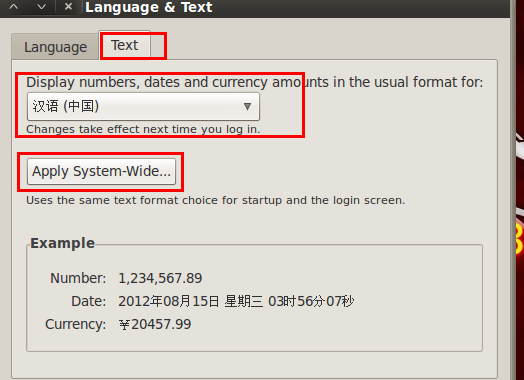 Language & Text
Language
Text
Display numbers, dates and currency amounts in the usual format for:
汉语 (中国)
Changes take effect next time you log in.
Apply System-Wide...
Uses the same text format choice for startup and the login screen.
Example
Number: 1,234,567.89
Date: 2012年08月15日 星期三 03时56分07秒
Currency: ￥20457.99